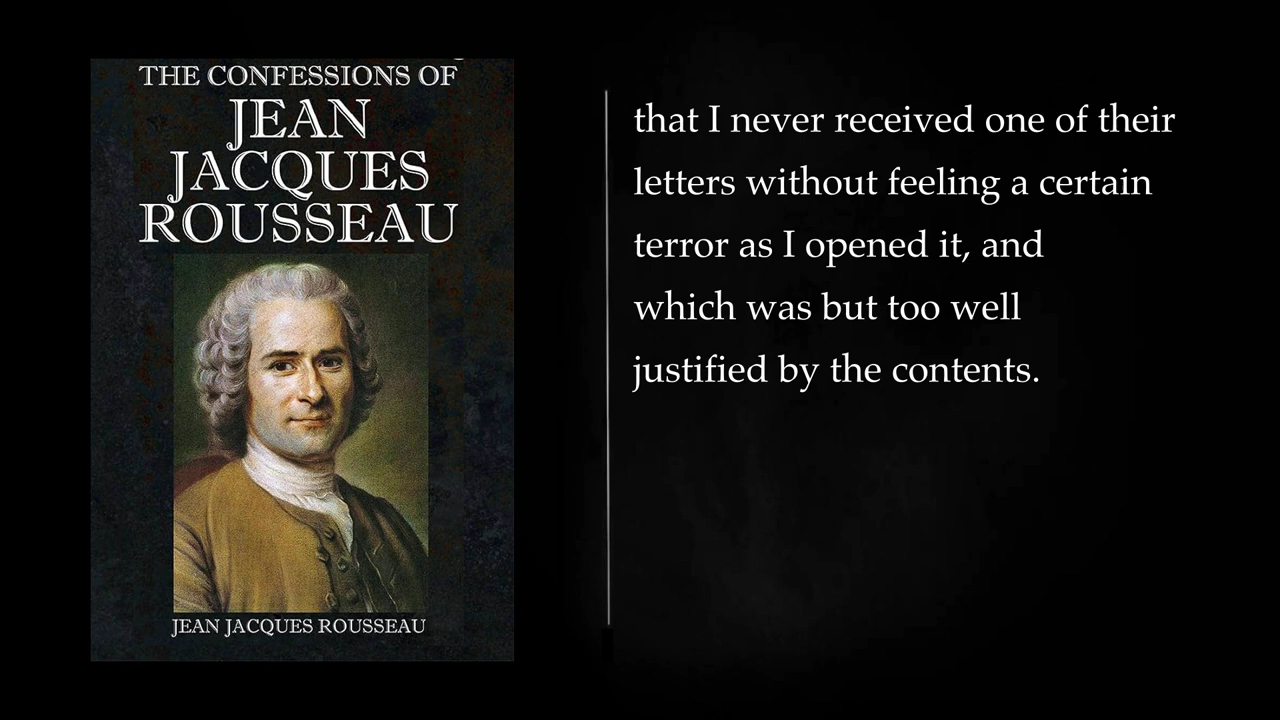 THE CONFESSIONS OF
JEAN
JACQUES
ROUSSEAU
JEAN JACQUES ROUSSEAU
that I never received one of their
letters without feeling a certain
terror as I opened it, and
which was but too well
justified by the contents.